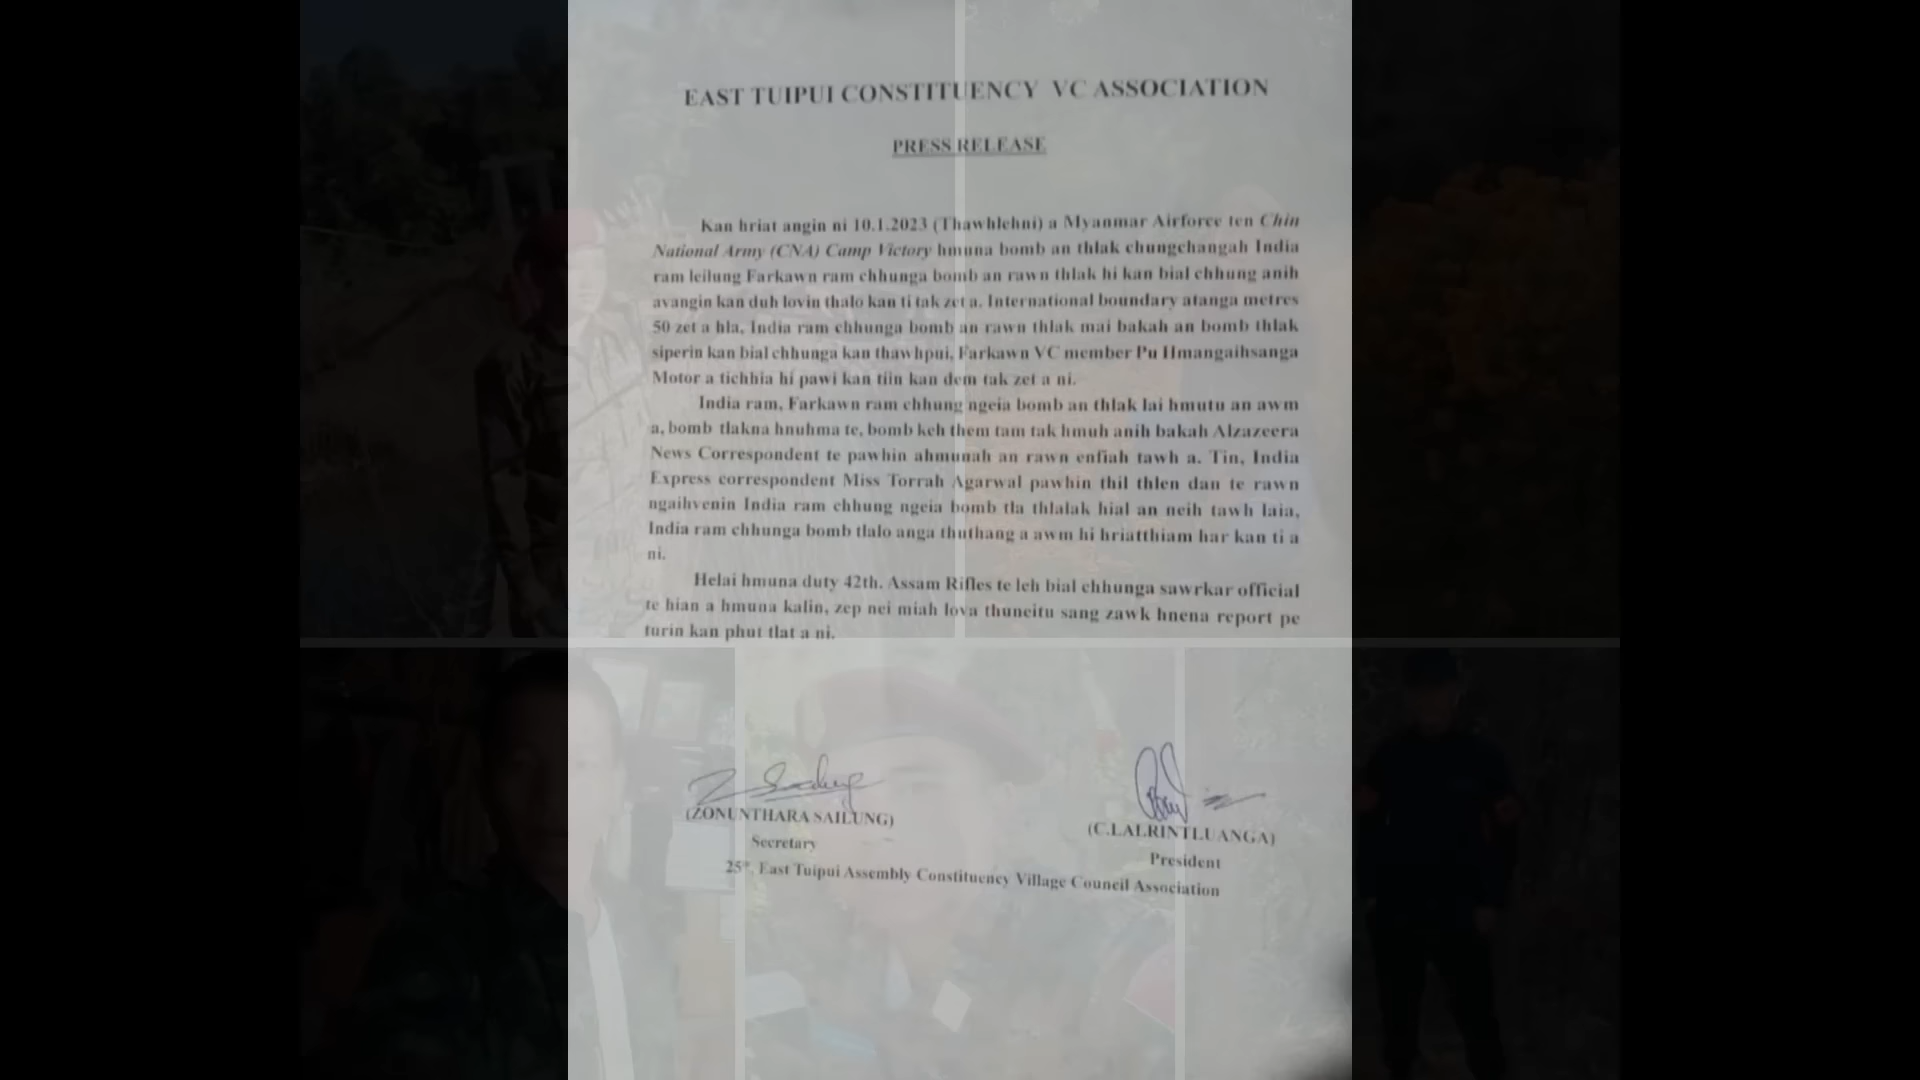 EAST TUIPUI CONSTITUENCY VC ASSOCIATION
PRESS RELEASE
Kan hriat angin ni 10.1.2023 (Thawhlehni) a Myanmar Airforce ten Chin
National Army (CNA) Camp Victory hmuna bomb an thlak chungchangah India
ram leilung Farkawn ram chhunga bomb an rawn thlak hi kan bial chhung anih
avangin kan duh lovin thalo kan ti tak zet a. International boundary atanga metres
50 zet a hla, India ram chhunga bomb an rawn thlak mai bakah an bomb thlak
siperin kan bial chhunga kan thawhpui, Farkawn VC member Pu Hmangaihsanga
Motor a tichhia hi pawi kan tiin kan dem tak zet a ni.
India ram, Farkawn ram chhung ngeia bomb an thlak lai hmutu an awm
a, bomb tlakna hnuhma te, bomb keh them tam tak hmuh anih bakah Alzazeera
News Correspondent te pawhin ahmunah an rawn enfiah tawh a. Tin, India
Express correspondent Miss Torrah Agarwal pawhin thil thlen dan te rawn
ngaihvenin India ram chhung ngeia bomb tla thlalak hial an neih tawh laia,
India ram chhunga bomb tlalo anga thuthang a awm hi hriatthiam har kan ti a
ni.
Helai hmuna duty 42th. Assam Rifles te leh bial chhunga sawrkar official
te hian a hmuna kalin, zep nei miah lova thuneitu sang zawk hnena report pe
turin kan phut tlat a ni.
(ZONUNTHARA SAILUNG)
Secretary
(C.LALRINTLUANGA)
President
25th, East Tuipui Assembly Constituency Village Council Association